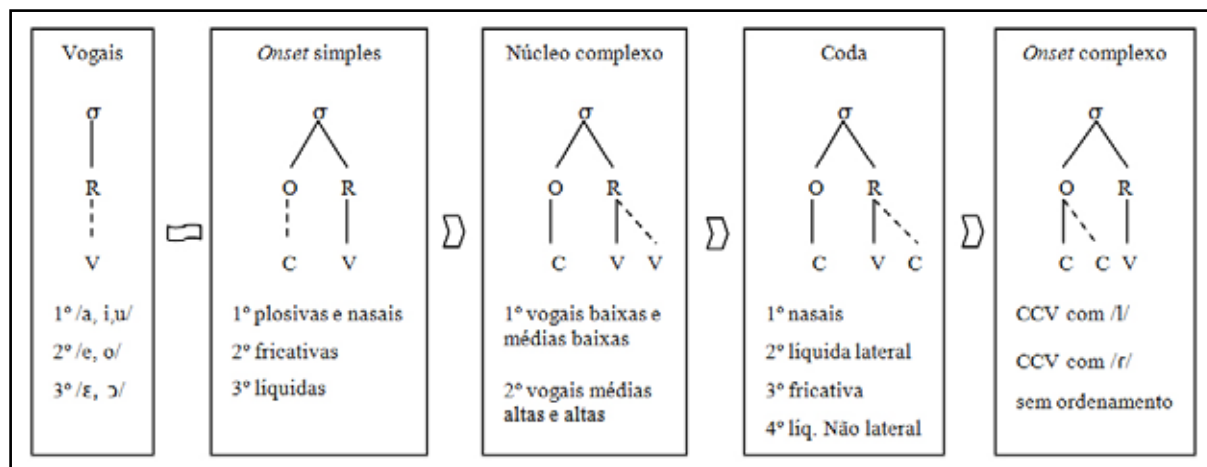 Vogais
σ
R
V
1º /a, i,u/
2º /e, o/
3º /ɛ, ɔ/
Onset simples
σ
O R
C V
1º plosivas e nasais
2º fricativas
3º líquidas
Núcleo complexo
σ
O R
C V V
1º vogais baixas e
médias baixas
2º vogais médias
altas e altas
Coda
σ
O R
C V C
1º nasais
2º líquida lateral
3º fricativa
4º líq. Não lateral
Onset complexo
σ
O R
C C V
CCV com /l/
CCV com /ɾ/
sem ordenamento